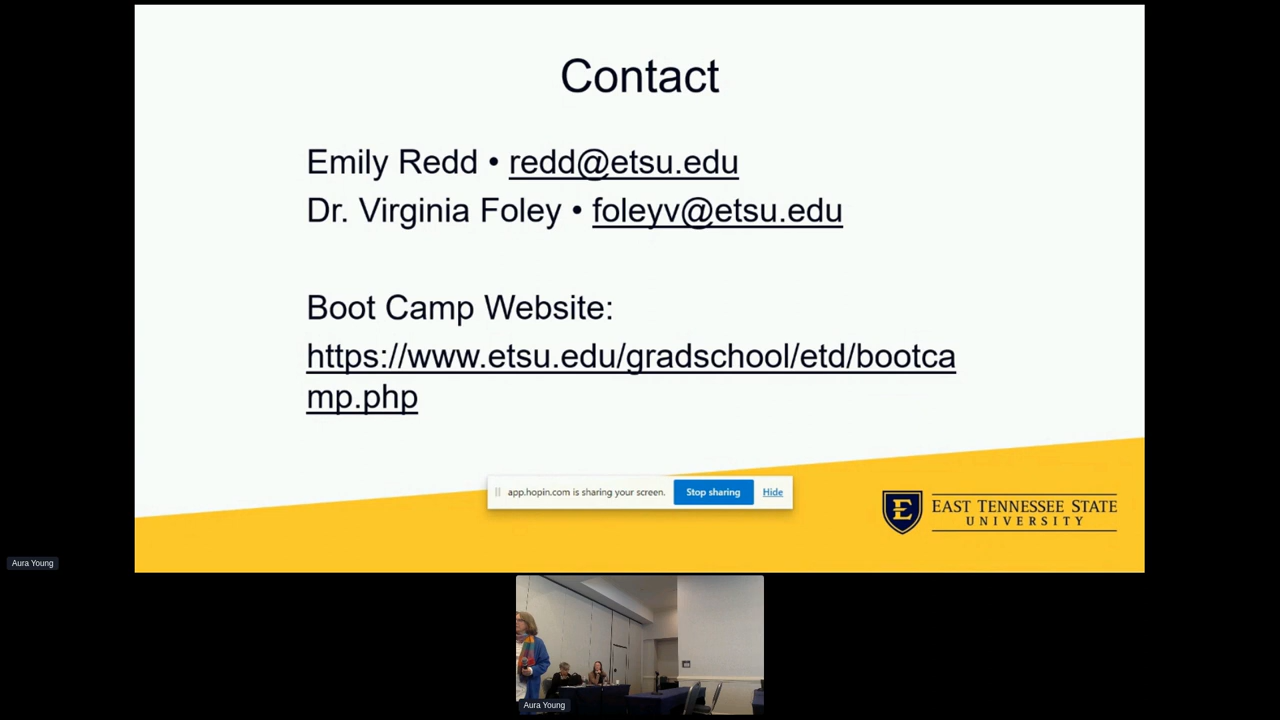 Contact
Emily Redd • redd@etsu.edu
Dr. Virginia Foley • foleyv@etsu.edu
Boot Camp Website:
https://www.etsu.edu/gradschool/etd/bootca
mp.php
app.hopin.com is sharing your screen. Stop sharing Hide
E
EAST TENNESSEE STATE
UNIVERSITY
Aura Young
Aura Young